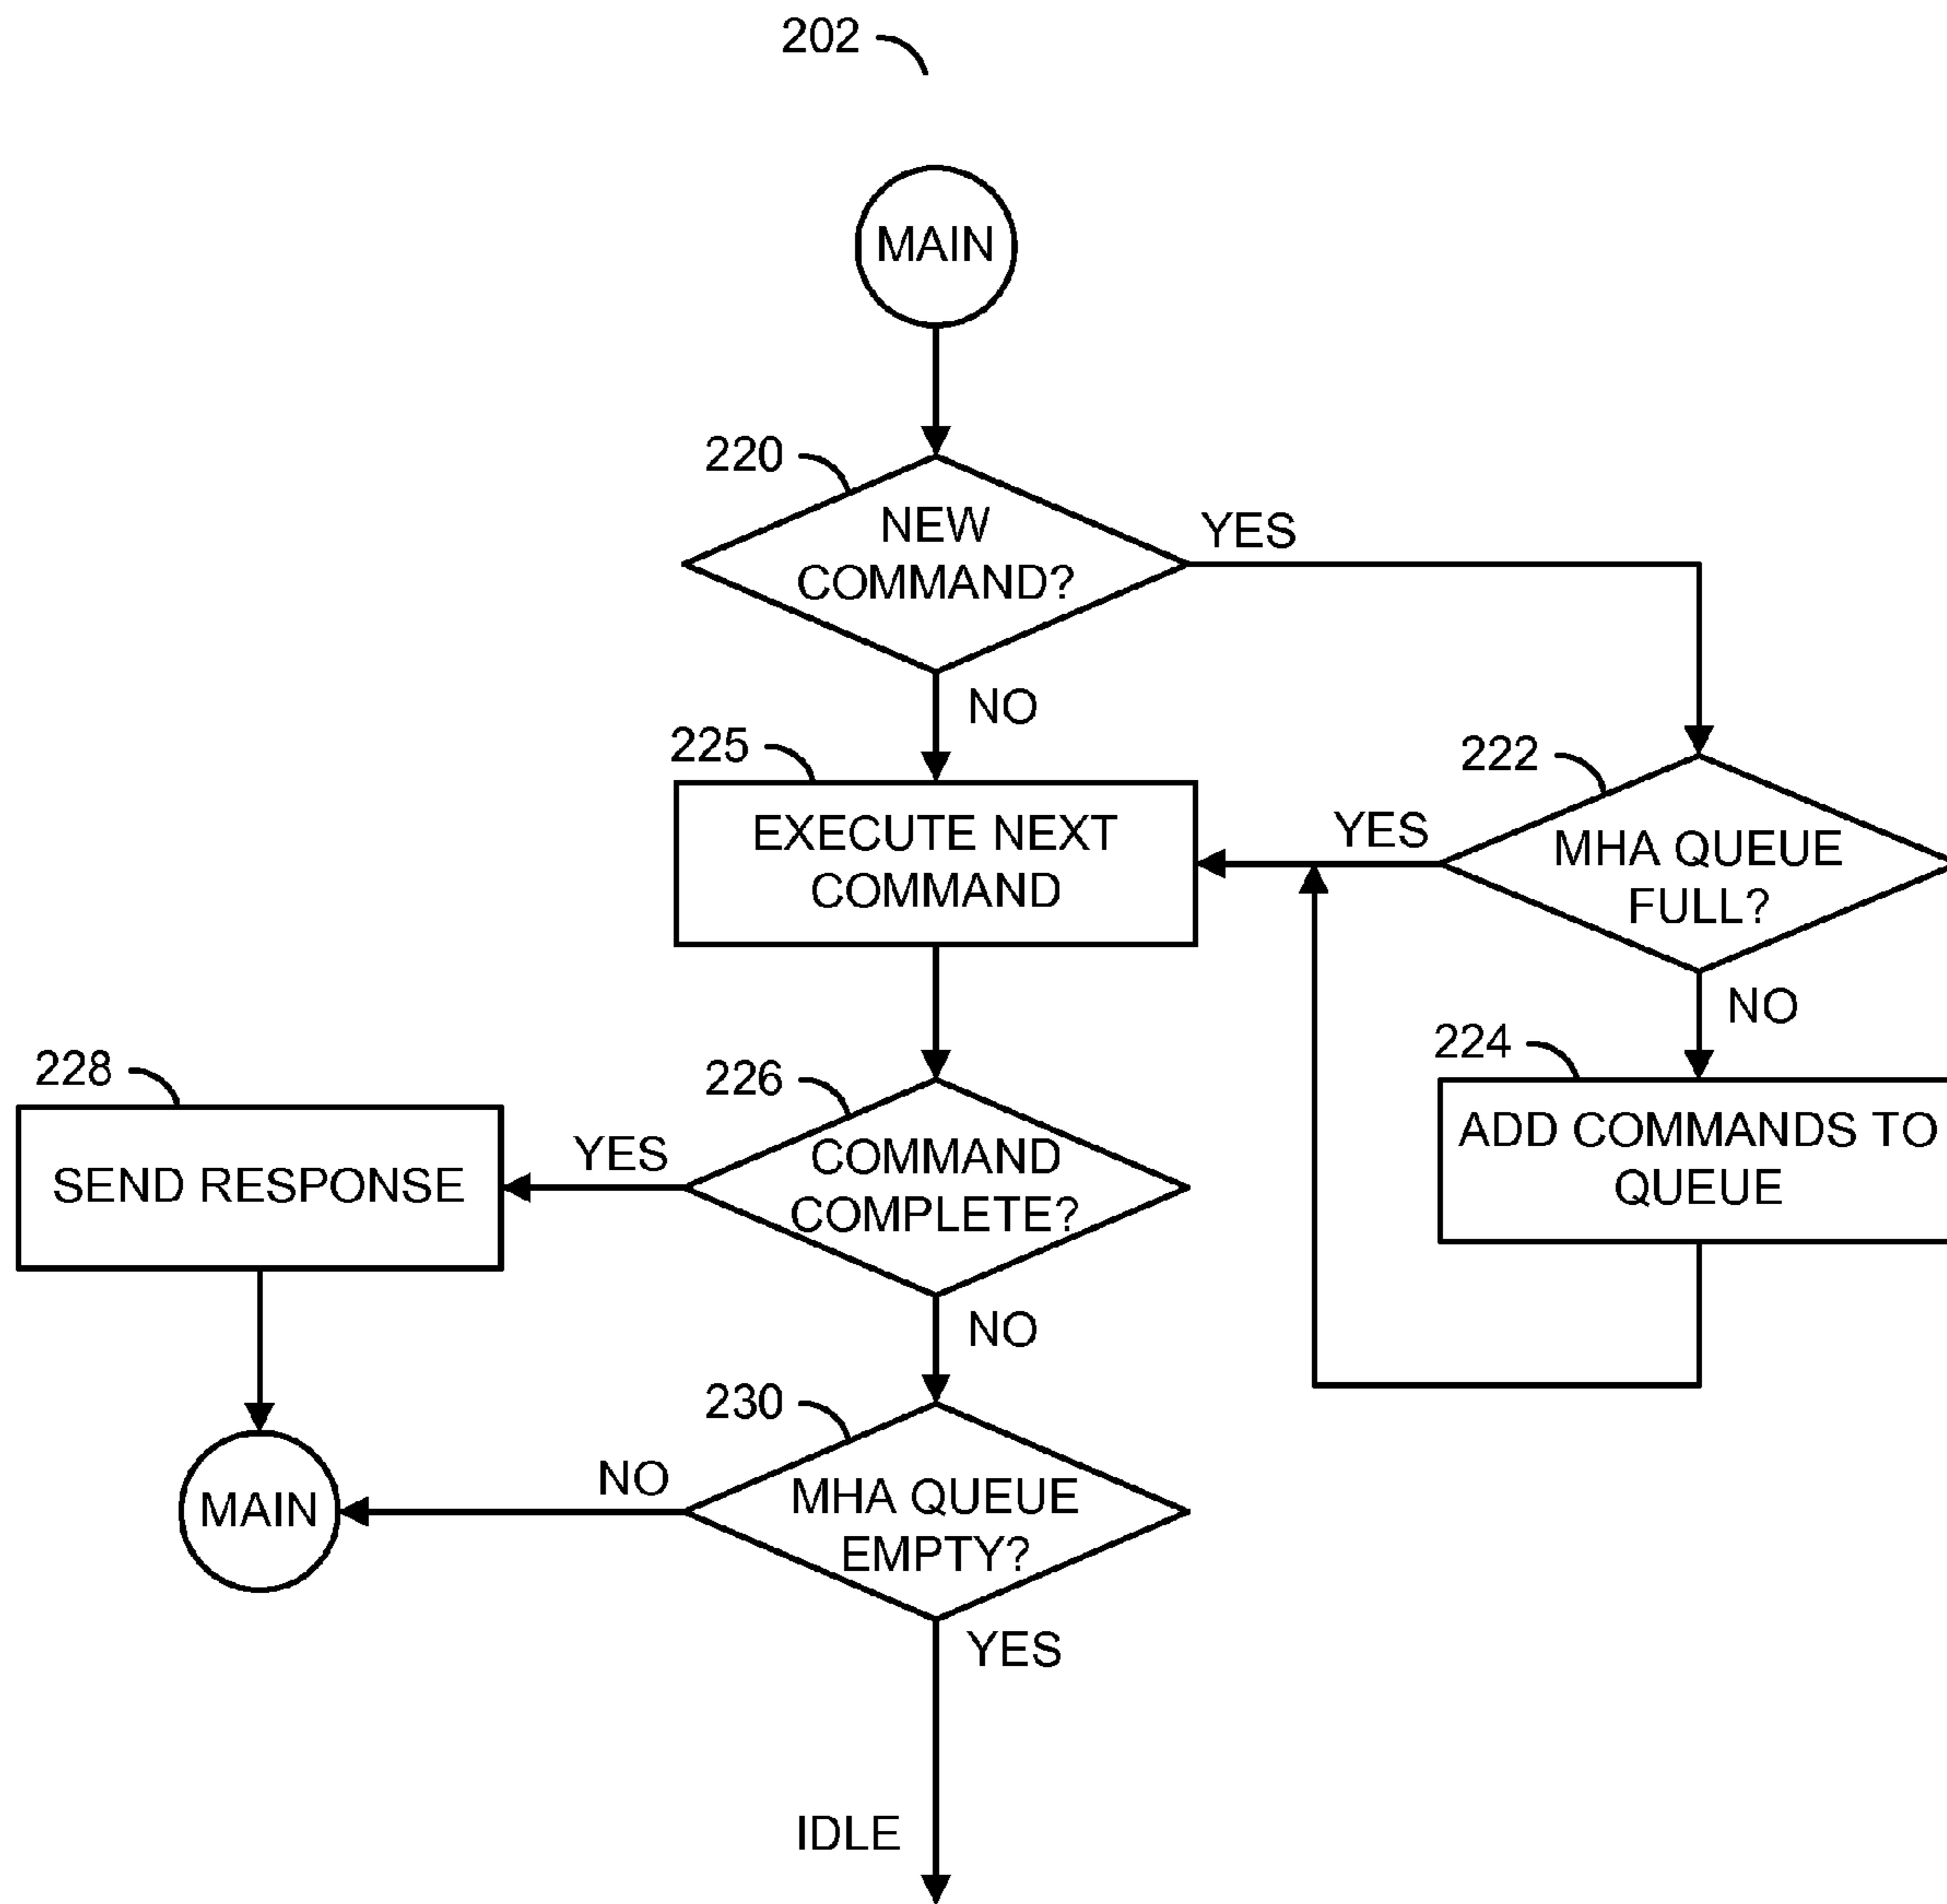 202
MAIN
220
NEW
COMMAND?
YES
NO
225
EXECUTE NEXT
COMMAND
222
MHA QUEUE
FULL?
YES
NO
224
ADD COMMANDS TO
QUEUE
226
COMMAND
COMPLETE?
YES
228
SEND RESPONSE
NO
230
MHA QUEUE
EMPTY?
NO
MAIN
YES
IDLE